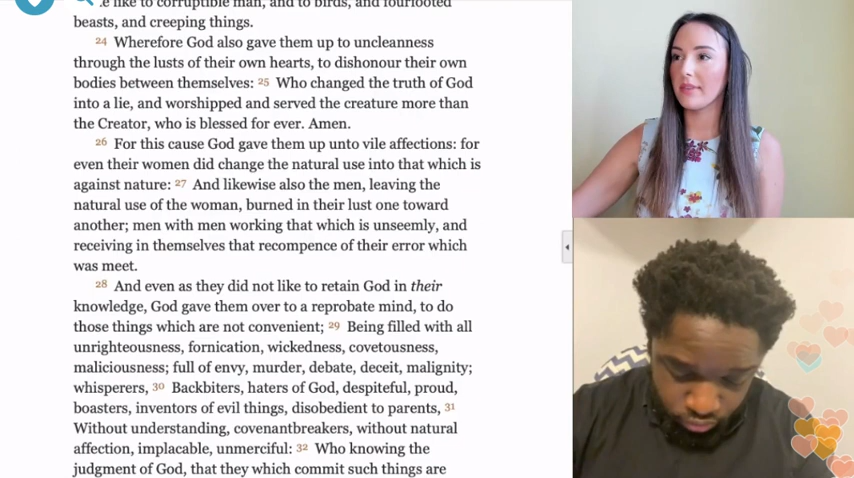 .e like to corruptible man, and to birds, and fourfooted
beasts, and creeping things.
24 Wherefore God also gave them up to uncleanness
through the lusts of their own hearts, to dishonour their own
bodies between themselves: 25 Who changed the truth of God
into a lie, and worshipped and served the creature more than
the Creator, who is blessed for ever. Amen.
26 For this cause God gave them up unto vile affections: for
even their women did change the natural use into that which is
against nature: 27 And likewise also the men, leaving the
natural use of the woman, burned in their lust one toward
another; men with men working that which is unseemly, and
receiving in themselves that recompence of their error which
was meet.
28 And even as they did not like to retain God in their
knowledge, God gave them over to a reprobate mind, to do
those things which are not convenient; 29 Being filled with all
unrighteousness, fornication, wickedness, covetousness,
maliciousness; full of envy, murder, debate, deceit, malignity;
whisperers, 30 Backbiters, haters of God, despiteful, proud,
boasters, inventors of evil things, disobedient to parents, 31
Without understanding, covenantbreakers, without natural
affection, implacable, unmerciful: 32 Who knowing the
judgment of God, that they which commit such things are